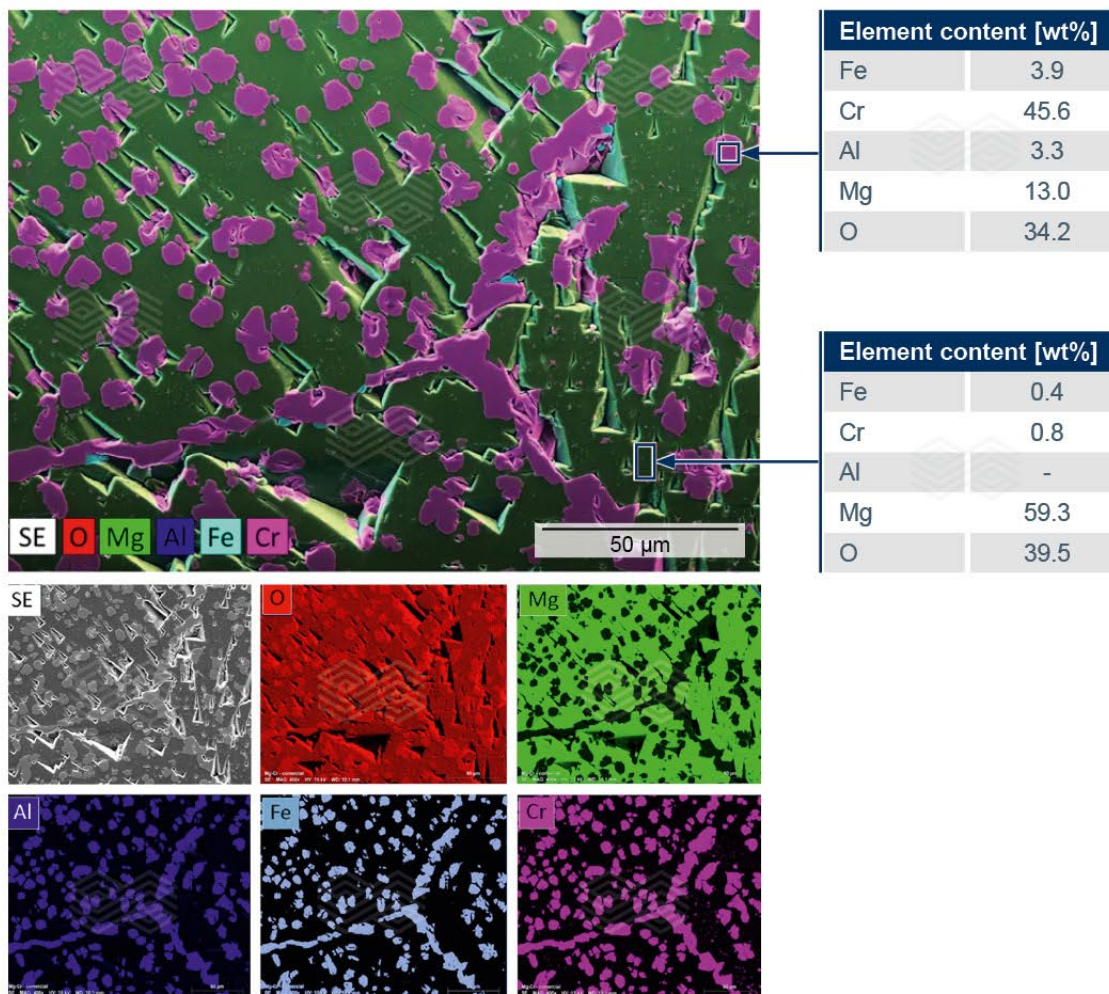 Element content [wt%]
Fe 3.9
Cr 45.6
Al 3.3
Mg 13.0
O 34.2
Element content [wt%]
Fe 0.4
Cr 0.8
Al -
Mg 59.3
O 39.5
SE O Mg Al Fe Cr
50 µm
SE
O
Mg
Al
Fe
Cr